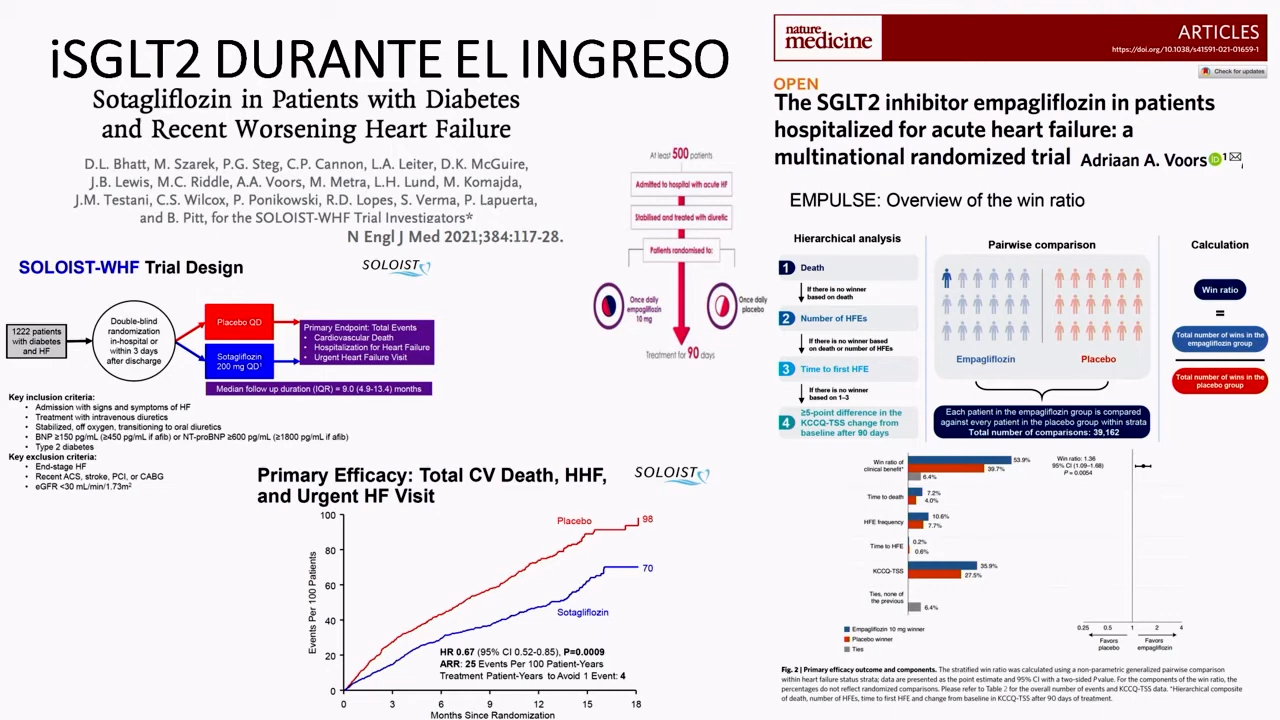 iSGLT2 DURANTE EL INGRESO
Sotagliflozin in Patients with Diabetes
and Recent Worsening Heart Failure
D.L. Bhatt, M. Szarek, P.G. Steg, C.P. Cannon, L.A. Leiter, D.K. McGuire,
J.B. Lewis, M.C. Riddle, A.A. Voors, M. Metra, L.H. Lund, M. Komajda,
J.M. Testani, C.S. Wilcox, P. Ponikowski, R.D. Lopes, S. Verma, P. Lapuerta,
and B. Pitt, for the SOLOIST-WHF Trial Investigators*
N Engl J Med 2021;384:117-28.
SOLOIST-WHF Trial Design
SOLOIST
1222 patients
with diabetes
and HF
Double-blind
randomization
in-hospital or
within 3 days
after discharge
Placebo QD
Sotagliflozin
200 mg QD¹
Primary Endpoint: Total Events
• Cardiovascular Death
• Hospitalization for Heart Failure
• Urgent Heart Failure Visit
Median follow up duration (IQR) = 9.0 (4.9-13.4) months
Key inclusion criteria:
• Admission with signs and symptoms of HF
• Treatment with intravenous diuretics
• Stabilized, off oxygen, transitioning to oral diuretics
• BNP ≥150 pg/mL (≥450 pg/mL if afib) or NT-proBNP ≥600 pg/mL (≥1800 pg/mL if afib)
• Type 2 diabetes
Key exclusion criteria:
• End-stage HF
• Recent ACS, stroke, PCI, or CABG
• eGFR <30 mL/min/1.73m²
Primary Efficacy: Total CV Death, HHF,
and Urgent HF Visit
SOLOIST
Events Per 100 Patients
100
80
60
40
20
0
Placebo
98
70
Sotagliflozin
HR 0.67 (95% CI 0.52-0.85), P=0.0009
ARR: 25 Events Per 100 Patient-Years
Treatment Patient-Years to Avoid 1 Event: 4
0 3 6 9 12 15 18
Months Since Randomization
At least 500 patients
Admitted to hospital with acute HF
Stabilised and treated with diuretic
Patients randomised to:
Once daily
empagliflozin
10 mg
Once daily
placebo
Treatment for 90 days
nature
medicine
ARTICLES
https://doi.org/10.1038/s41591-021-01659-1
Check for updates
OPEN
The SGLT2 inhibitor empagliflozin in patients
hospitalized for acute heart failure: a
multinational randomized trial
Adriaan A. Voors iD 1 ,
EMPULSE: Overview of the win ratio
Hierarchical analysis
1 Death
If there is no winner
based on death
2 Number of HFEs
If there is no winner based
on death or number of HFEs
3 Time to first HFE
If there is no winner
based on 1–3
4 ≥5-point difference in the
KCCQ-TSS change from
baseline after 90 days
Pairwise comparison
Empagliflozin
Placebo
Each patient in the empagliflozin group is compared
against every patient in the placebo group within strata
Total number of comparisons: 39,162
Calculation
Win ratio
=
Total number of wins in the
empagliflozin group
Total number of wins in the
placebo group
Win ratio of
clinical benefit*
53.9%
39.7%
6.4%
Win ratio: 1.36
95% CI (1.09–1.68)
P = 0.0054
Time to death
7.2%
4.0%
HFE frequency
10.6%
7.7%
Time to HFE
0.2%
0.6%
KCCQ-TSS
35.9%
27.5%
Ties, none of
the previous
6.4%
Empagliflozin 10 mg winner
Placebo winner
Ties
0.25 0.5 1 2 4
Favors
placebo
Favors
empagliflozin
Fig. 2 | Primary efficacy outcome and components. The stratified win ratio was calculated using a non-parametric generalized pairwise comparison
within heart failure status strata; data are presented as the point estimate and 95% CI with a two-sided P value. For the components of the win ratio, the
percentages do not reflect randomized comparisons. Please refer to Table 2 for the overall number of events and KCCQ-TSS data. *Hierarchical composite
of death, number of HFEs, time to first HFE and change from baseline in KCCQ-TSS after 90 days of treatment.